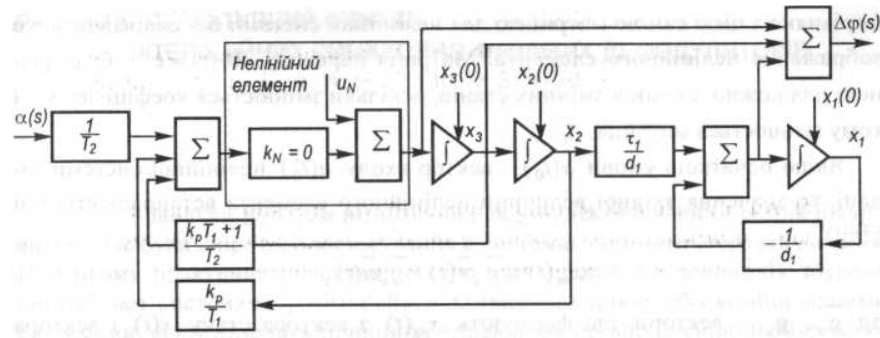 Δφ(s)
Σ
Нелінійний
елемент
u_N
x_3(0)
x_2(0)
x_1(0)
α(s)
1/T_2
Σ
k_N = 0
Σ
∫
x_3
∫
x_2
τ_1/d_1
Σ
∫
x_1
(k_p T_1 + 1)/T_2
1/d_1
k_p/T_1